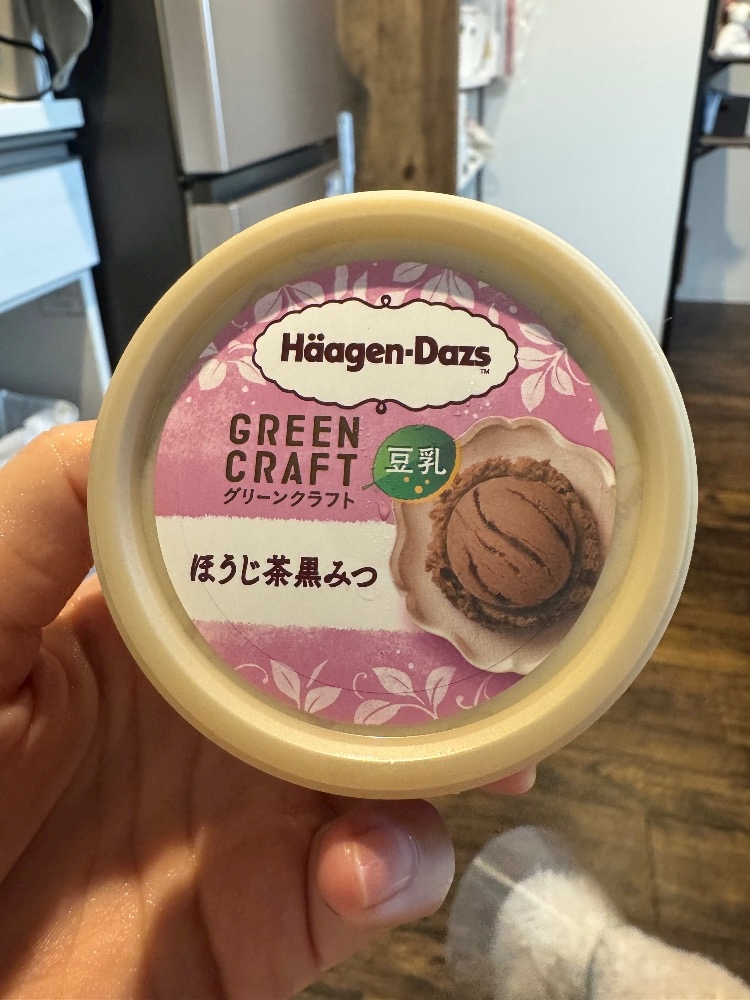 Häagen-Dazs™
GREEN
CRAFT
グリーンクラフト
豆乳
ほうじ茶黒みつ